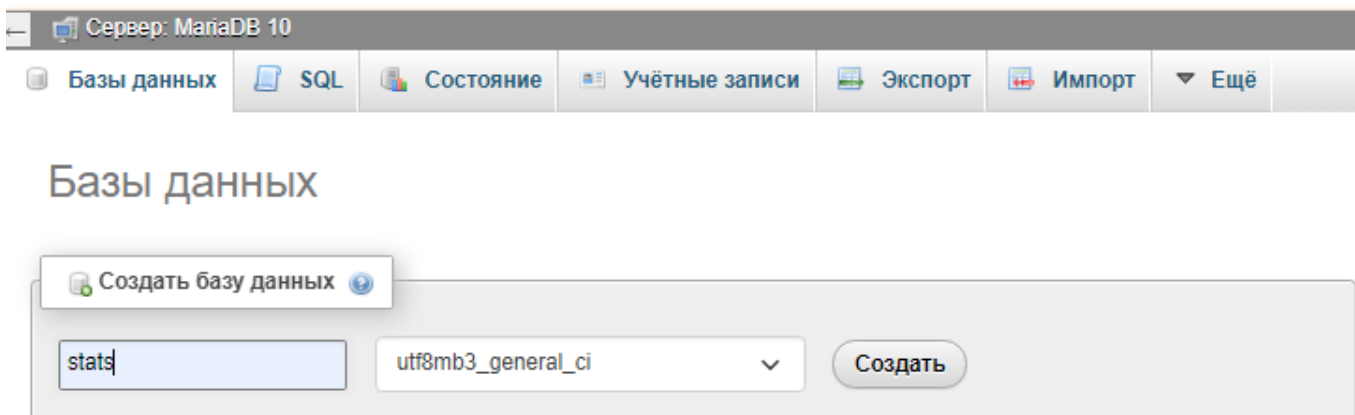 Сервер: MariaDB 10
Базы данных SQL Состояние Учётные записи Экспорт Импорт Ещё
Базы данных
Создать базу данных
stats utf8mb3_general_ci Создать